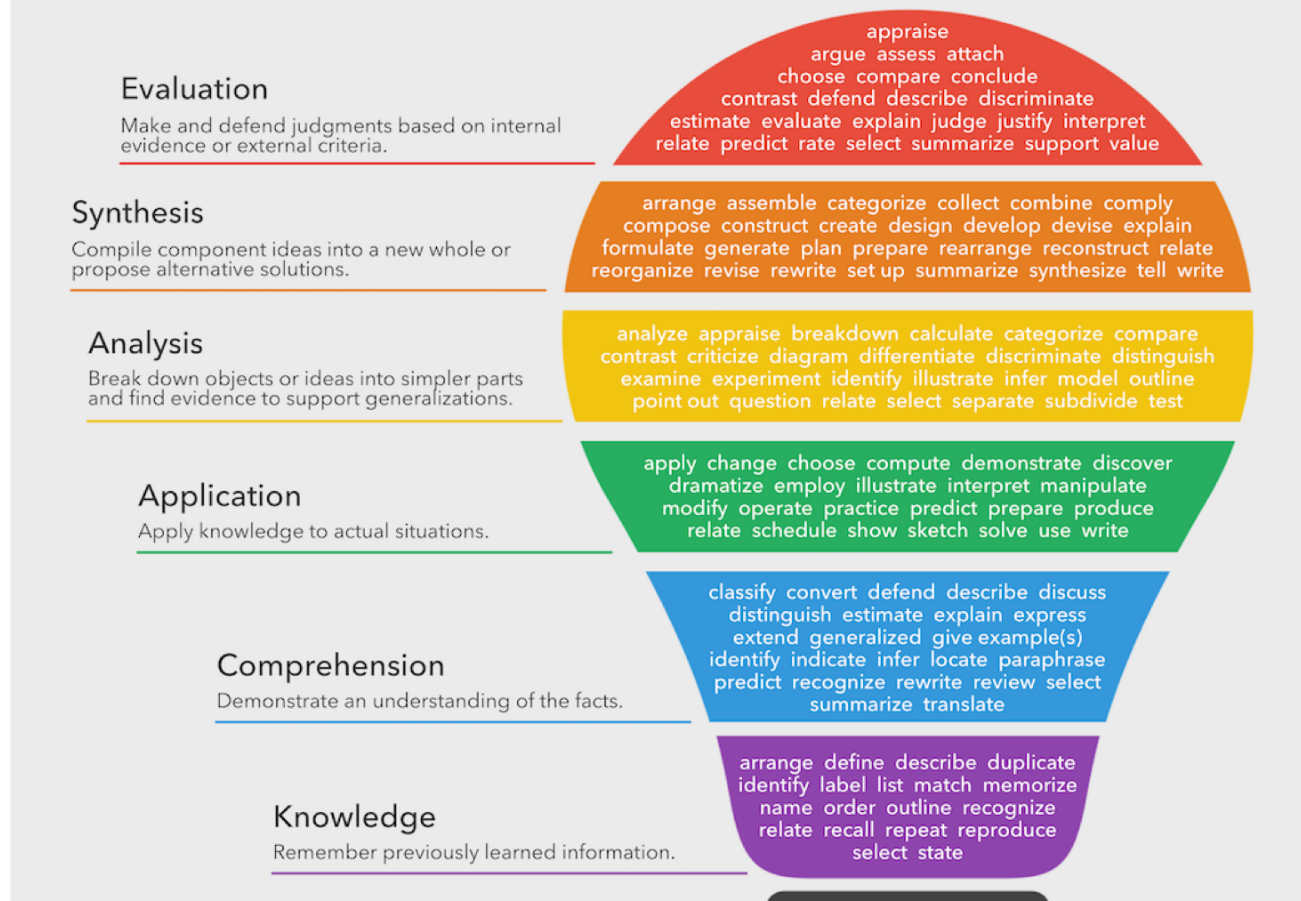 Evaluation
Make and defend judgments based on internal
evidence or external criteria.
appraise
argue assess attach
choose compare conclude
contrast defend describe discriminate
estimate evaluate explain judge justify interpret
relate predict rate select summarize support value
Synthesis
Compile component ideas into a new whole or
propose alternative solutions.
arrange assemble categorize collect combine comply
compose construct create design develop devise explain
formulate generate plan prepare rearrange reconstruct relate
reorganize revise rewrite set up summarize synthesize tell write
Analysis
Break down objects or ideas into simpler parts
and find evidence to support generalizations.
analyze appraise breakdown calculate categorize compare
contrast criticize diagram differentiate discriminate distinguish
examine experiment identify illustrate infer model outline
point out question relate select separate subdivide test
Application
Apply knowledge to actual situations.
apply change choose compute demonstrate discover
dramatize employ illustrate interpret manipulate
modify operate practice predict prepare produce
relate schedule show sketch solve use write
Comprehension
Demonstrate an understanding of the facts.
classify convert defend describe discuss
distinguish estimate explain express
extend generalized give example(s)
identify indicate infer locate paraphrase
predict recognize rewrite review select
summarize translate
Knowledge
Remember previously learned information.
arrange define describe duplicate
identify label list match memorize
name order outline recognize
relate recall repeat reproduce
select state